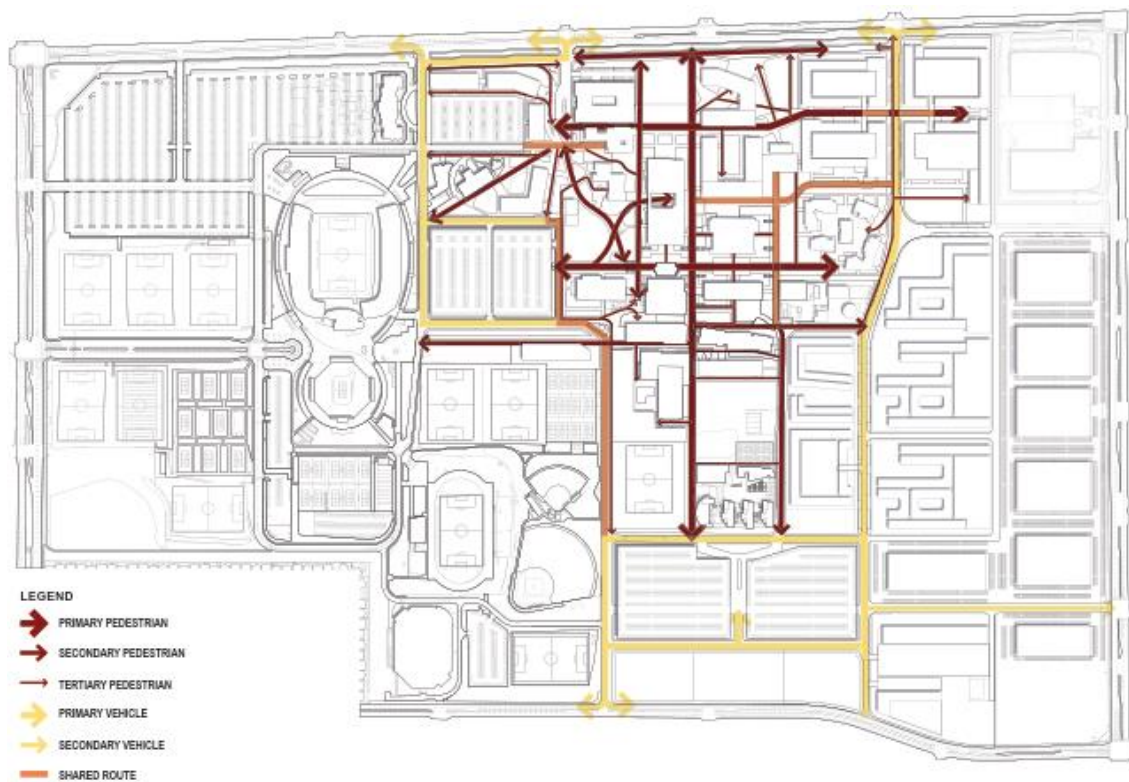 LEGEND
PRIMARY PEDESTRIAN
SECONDARY PEDESTRIAN
TERTIARY PEDESTRIAN
PRIMARY VEHICLE
SECONDARY VEHICLE
SHARED ROUTE